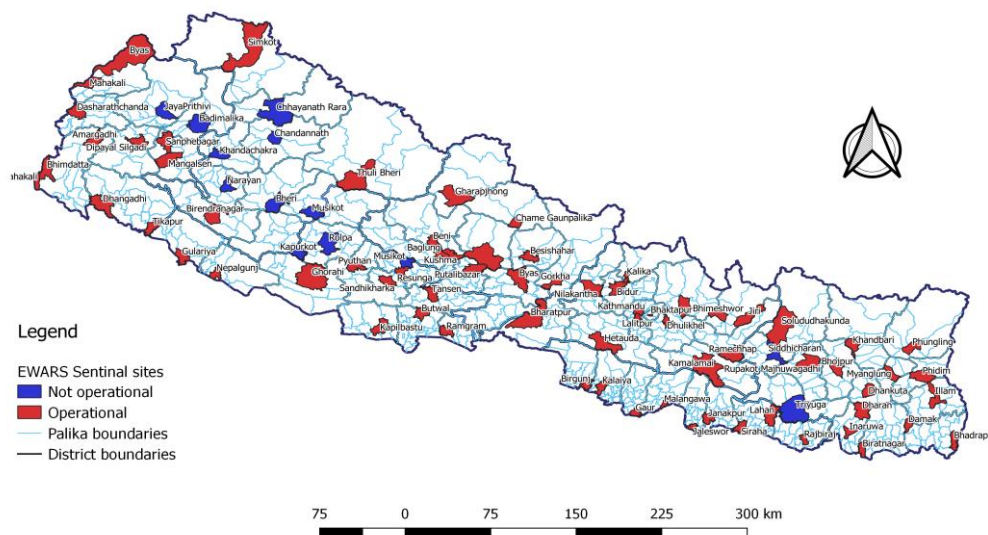 Simkot
Byas
Mahakali
Dasharathchanda
JayaPrithivi
Badimalika
Chhayanath Rara
Chandannath
Amargadhi
Dipayal Silgadi
Sanphebagar
Khandachakra
Mangalsen
Bhimdatta
ahakali
Thuli Bheri
Narayan
Gharapjhong
Dhangadhi
Birendranagar
Bheri
Musikot
Chame Gaunpalika
Tikapur
Rolpa
Beni
Kapurkot
Baglung
Besishahar
Gulariya
Musikot
Kushma
Pyuthan
Nepalgunj
Ghorahi
Resunga
Putalibazar
Byas
Gorkha
Kalika
Sandhikharka
Tansen
Nilakantha
Bidur
Butwal
Bharatpur
Kathmandu
Bhaktapur
Bhimeshwor
Jiri
Solududhakunda
Lalitpur
Dhulikhel
Kapilbastu
Ramgram
Hetauda
Ramechhap
Siddhicharan
Khandbari
Phungling
Kamalamai
Rupakot
Majhuwagadhi
Bhojpur
Myanglung
Phidim
Birgunj
Kalaiya
Dhankuta
Illam
Malangawa
Triyuga
Dharan
Gaur
Janakpur
Lahan
Damak
Jaleswor
Siraha
Rajbiraj
Inaruwa
Biratnagar
Bhadrap
Legend
EWARS Sentinal sites
Not operational
Operational
Palika boundaries
District boundaries
75 0 75 150 225 300 km